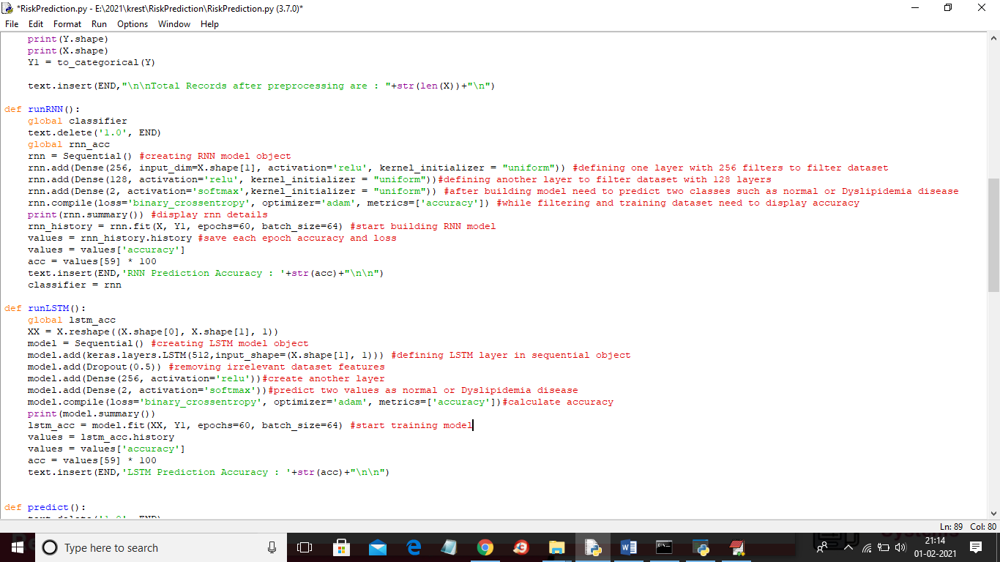 *RiskPrediction.py - E:\2021\krest\RiskPrediction\RiskPrediction.py (3.7.0)*
File Edit Format Run Options Window Help
    print(Y.shape)
    print(X.shape)
    Y1 = to_categorical(Y)

    text.insert(END,"\n\nTotal Records after preprocessing are : "+str(len(X))+"\n")

def runRNN():
    global classifier
    text.delete('1.0', END)
    global rnn_acc
    rnn = Sequential() #creating RNN model object
    rnn.add(Dense(256, input_dim=X.shape[1], activation='relu', kernel_initializer = "uniform")) #defining one layer with 256 filters to filter dataset
    rnn.add(Dense(128, activation='relu', kernel_initializer = "uniform"))#defining another layer to filter dataset with 128 layers
    rnn.add(Dense(2, activation='softmax',kernel_initializer = "uniform")) #after building model need to predict two classes such as normal or Dyslipidemia disease
    rnn.compile(loss='binary_crossentropy', optimizer='adam', metrics=['accuracy']) #while filtering and training dataset need to display accuracy
    print(rnn.summary()) #display rnn details
    rnn_history = rnn.fit(X, Y1, epochs=60, batch_size=64) #start building RNN model
    values = rnn_history.history #save each epoch accuracy and loss
    values = values['accuracy']
    acc = values[59] * 100
    text.insert(END,'RNN Prediction Accuracy : '+str(acc)+"\n\n")
    classifier = rnn

def runLSTM():
    global lstm_acc
    XX = X.reshape((X.shape[0], X.shape[1], 1))
    model = Sequential() #creating LSTM model object
    model.add(keras.layers.LSTM(512,input_shape=(X.shape[1], 1))) #defining LSTM layer in sequential object
    model.add(Dropout(0.5)) #removing irrelevant dataset features
    model.add(Dense(256, activation='relu'))#create another layer
    model.add(Dense(2, activation='softmax'))#predict two values as normal or Dyslipidemia disease
    model.compile(loss='binary_crossentropy', optimizer='adam', metrics=['accuracy'])#calculate accuracy
    print(model.summary())
    lstm_acc = model.fit(XX, Y1, epochs=60, batch_size=64) #start training model
    values = lstm_acc.history
    values = values['accuracy']
    acc = values[59] * 100
    text.insert(END,'LSTM Prediction Accuracy : '+str(acc)+"\n\n")

def predict():
    text.delete('1.0', END)
Ln: 89 Col: 80
Type here to search
21:14
01-02-2021